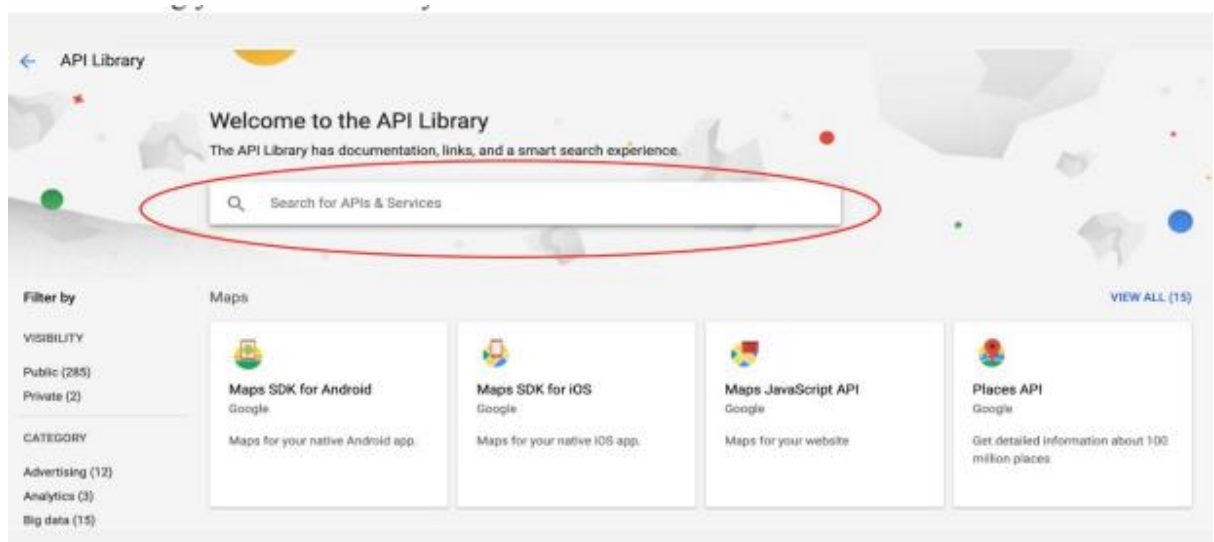 API Library
Welcome to the API Library
The API Library has documentation, links, and a smart search experience.
Search for APIs & Services
Filter by
VISIBILITY
Public (285)
Private (2)
CATEGORY
Advertising (12)
Analytics (3)
Big data (15)
Maps
VIEW ALL (15)
Maps SDK for Android
Google
Maps for your native Android app.
Maps SDK for iOS
Google
Maps for your native iOS app.
Maps JavaScript API
Google
Maps for your website
Places API
Google
Get detailed information about 100
million places